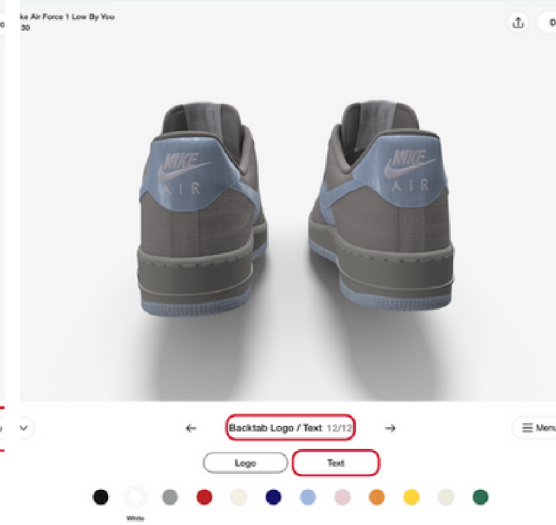 ke Air Force 1 Low By You
30
D
NIKE NIKE
AIR AIR
Backtab Logo / Text 12/12
Menu
Logo Text
White